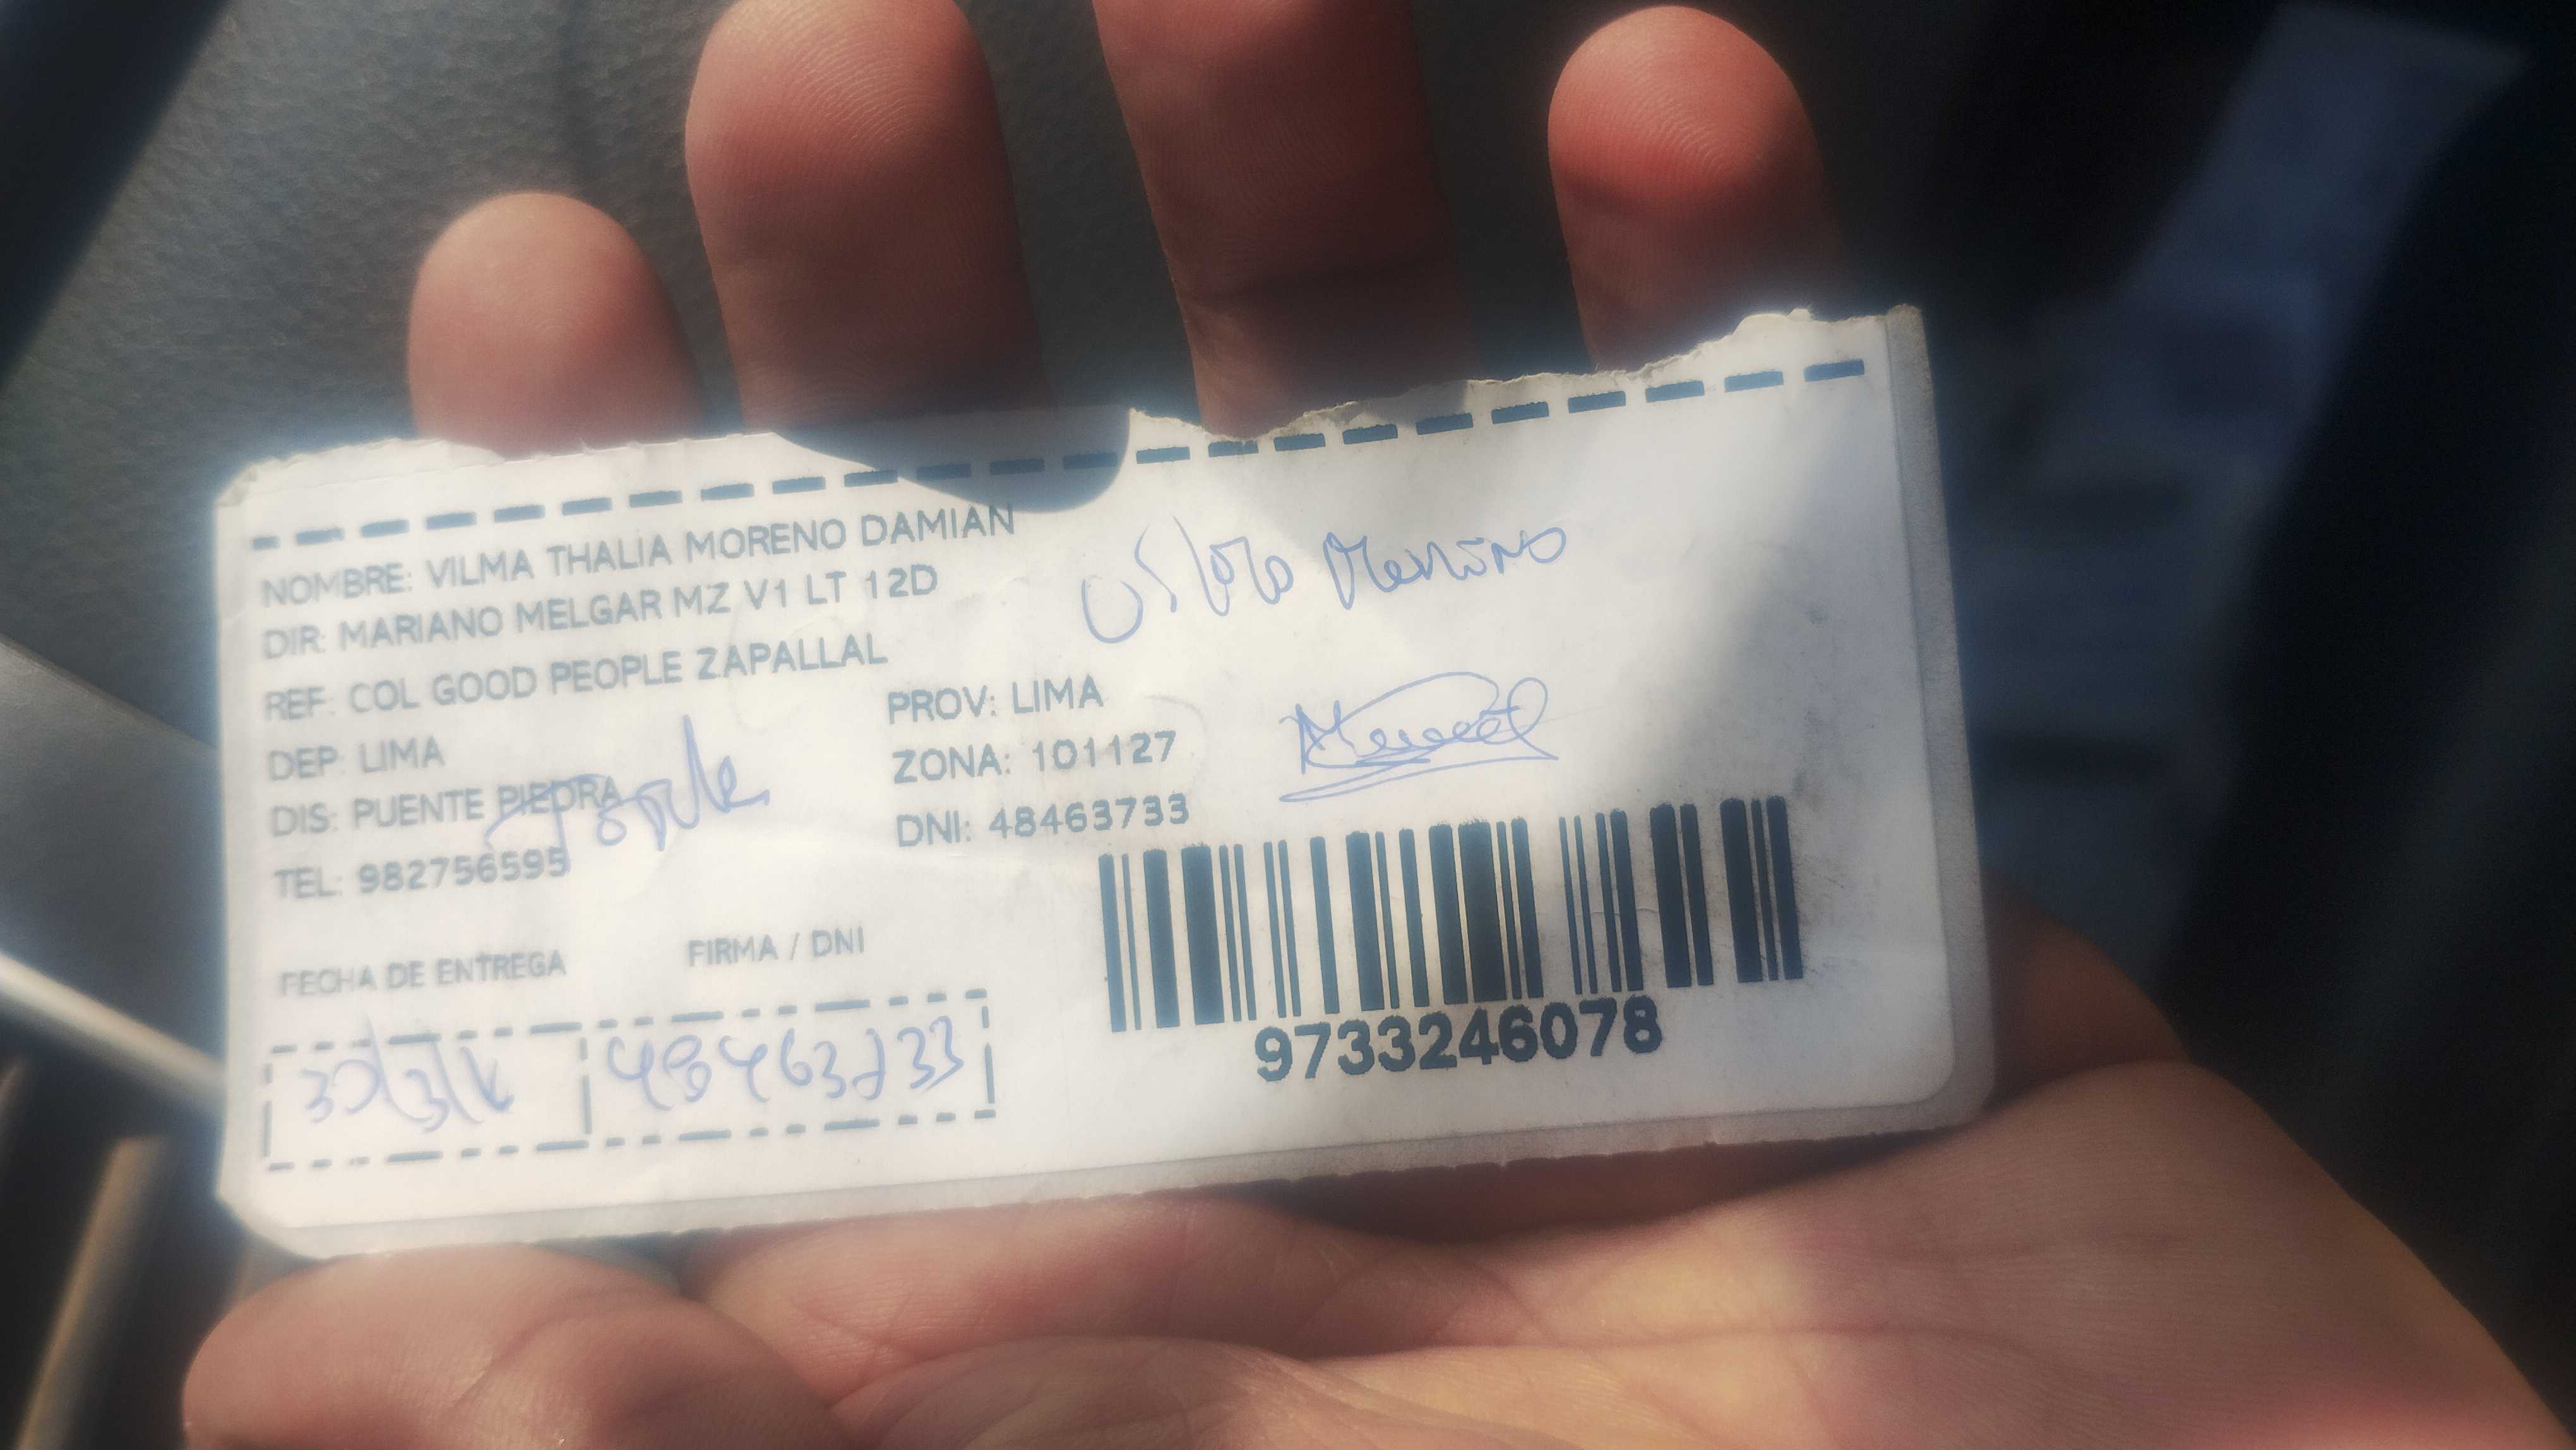 NOMBRE: VILMA THALIA MORENO DAMIAN
DIR: MARIANO MELGAR MZ V1 LT 12D
REF: COL GOOD PEOPLE ZAPALLAL
DEP: LIMA
PROV: LIMA
DIS: PUENTE PIEDRA
ZONA: 101127
TEL: 982756595
DNI: 48463733
FECHA DE ENTREGA
FIRMA / DNI
48463733
9733246078